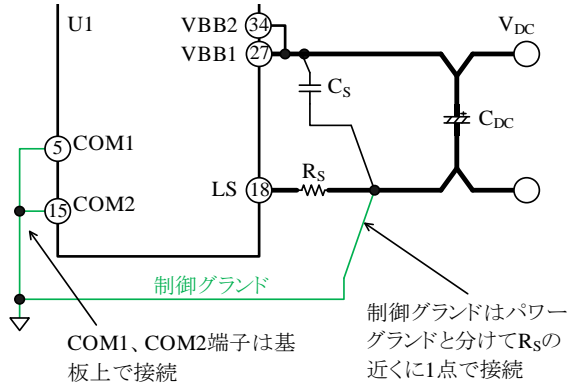 U1
VBB2
34
VBB1
27
V_DC
C_S
C_DC
5
COM1
15
COM2
LS
18
R_S
制御グランド
COM1、COM2端子は基
板上で接続
制御グランドはパワー
グランドと分けてR_Sの
近くに1点で接続